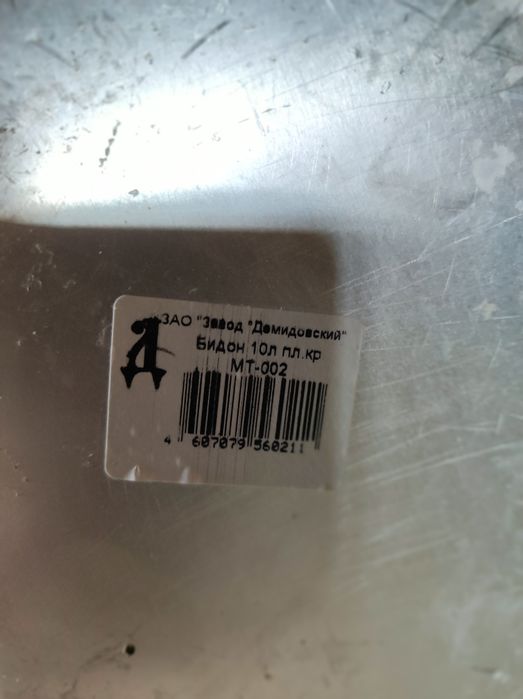 ЗАО "Завод "Демидовский"
Бидон 10л пл.кр
МТ-002
4 607079 560211